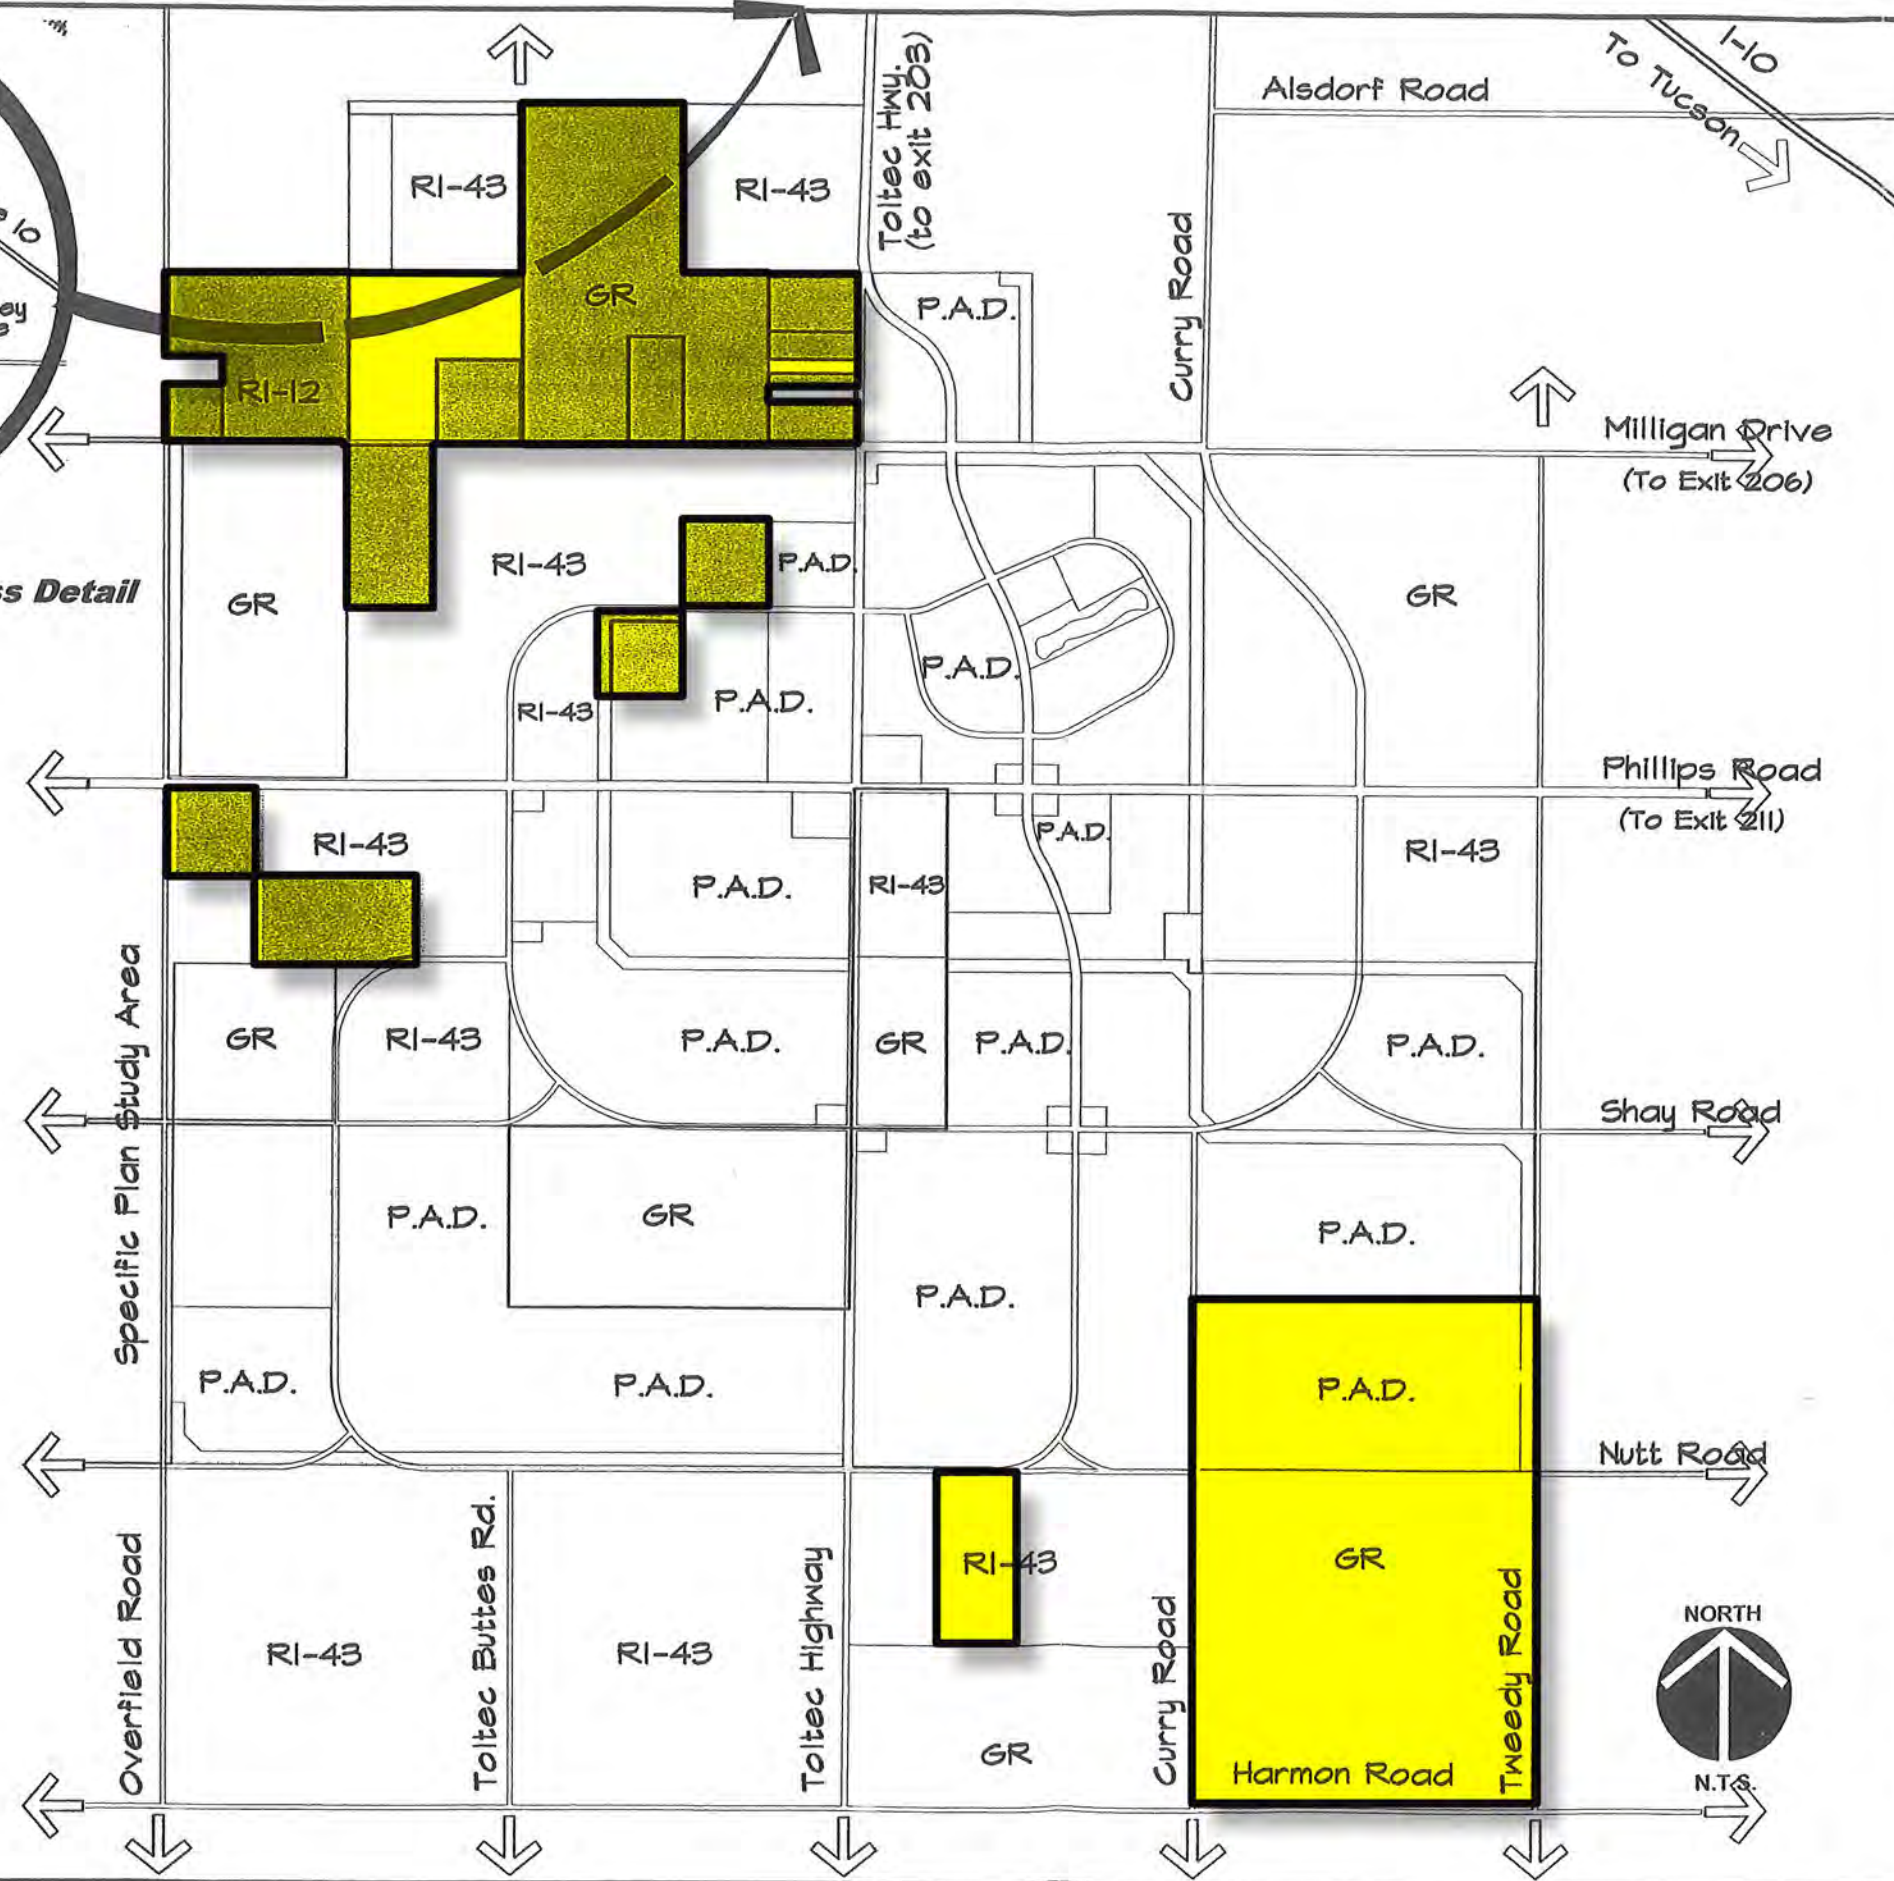 I-10
To Tucson
Alsdorf Road
Toltec Hwy.
(to exit 203)
RI-43
RI-43
10
Curry Road
GR
P.A.D.
ey
RI-12
Milligan Drive
(To Exit 206)
RI-43
P.A.D.
ss Detail
GR
GR
P.A.D.
RI-43
P.A.D.
Phillips Road
(To Exit 211)
RI-43
P.A.D.
RI-43
P.A.D.
RI-43
Specific Plan Study Area
GR
RI-43
P.A.D.
GR
P.A.D.
P.A.D.
Shay Road
P.A.D.
GR
P.A.D.
P.A.D.
P.A.D.
P.A.D.
P.A.D.
Nutt Road
Overfield Road
Toltec Buttes Rd.
Toltec Highway
RI-43
GR
Curry Road
Tweedy Road
RI-43
RI-43
GR
Harmon Road
NORTH
N.T.S.